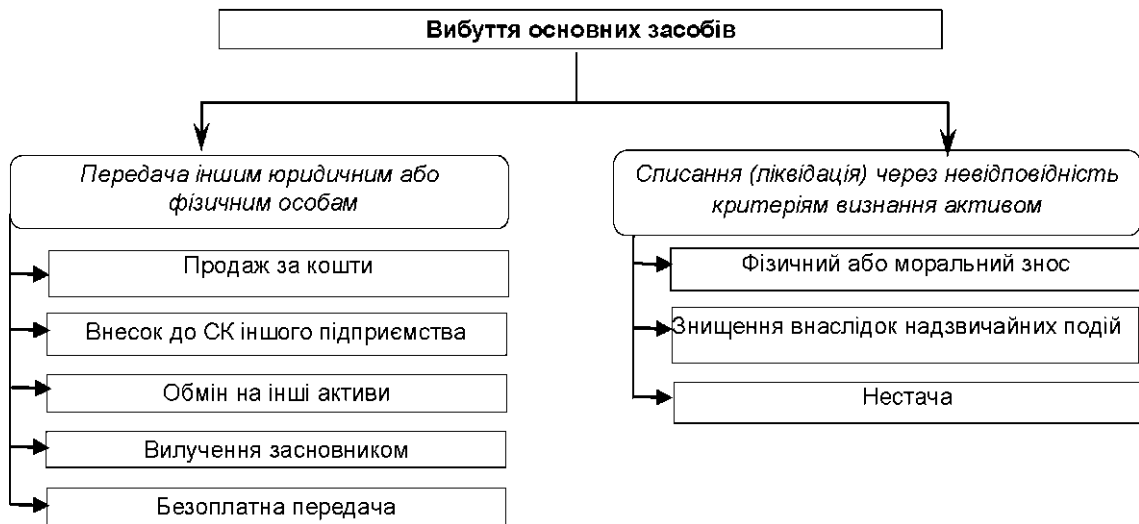 Вибуття основних засобів
Передача іншим юридичним або
фізичним особам
Продаж за кошти
Внесок до СК іншого підприємства
Обмін на інші активи
Вилучення засновником
Безоплатна передача
Списання (ліквідація) через невідповідність
критеріям визнання активом
Фізичний або моральний знос
Знищення внаслідок надзвичайних подій
Нестача